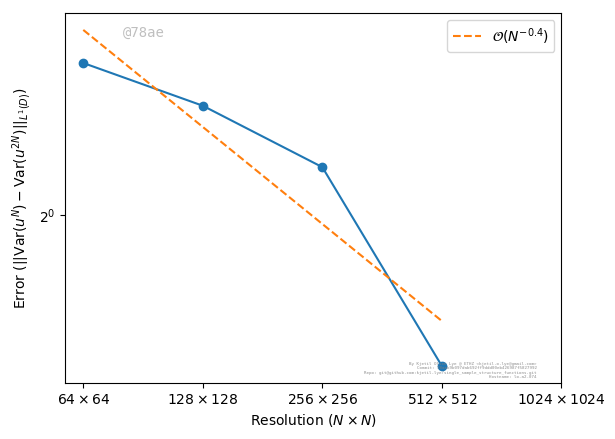 @78ae
O(N^{-0.4})
2^0
Error (||Var(u^N) − Var(u^{2N})||_{L^1(D)})
64 × 64
128 × 128
256 × 256
512 × 512
1024 × 1024
Resolution (N × N)